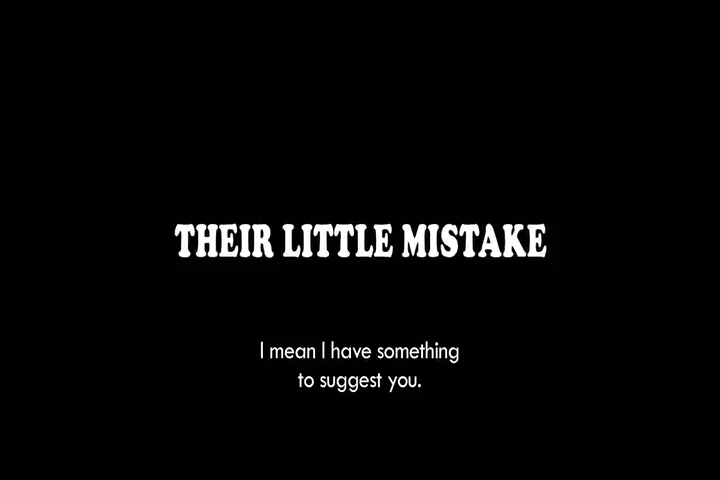 THEIR LITTLE MISTAKE
I mean I have something
to suggest you.